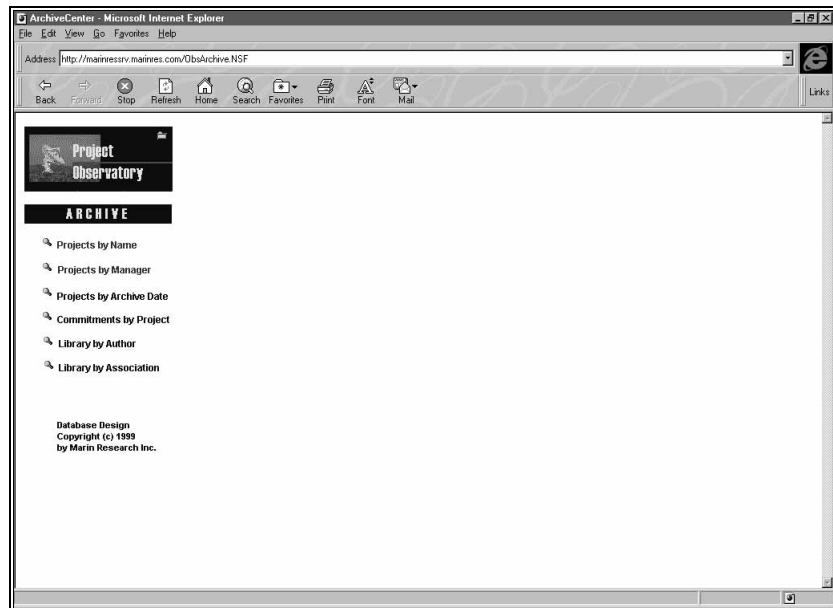 ArchiveCenter - Microsoft Internet Explorer
File Edit View Go Favorites Help
Address http://marinressrv.marinres.com/ObsArchive.NSF
Back Forward Stop Refresh Home Search Favorites Print Font Mail
Links
Project
Observatory
ARCHIVE
Projects by Name
Projects by Manager
Projects by Archive Date
Commitments by Project
Library by Author
Library by Association
Database Design
Copyright (c) 1999
by Marin Research Inc.